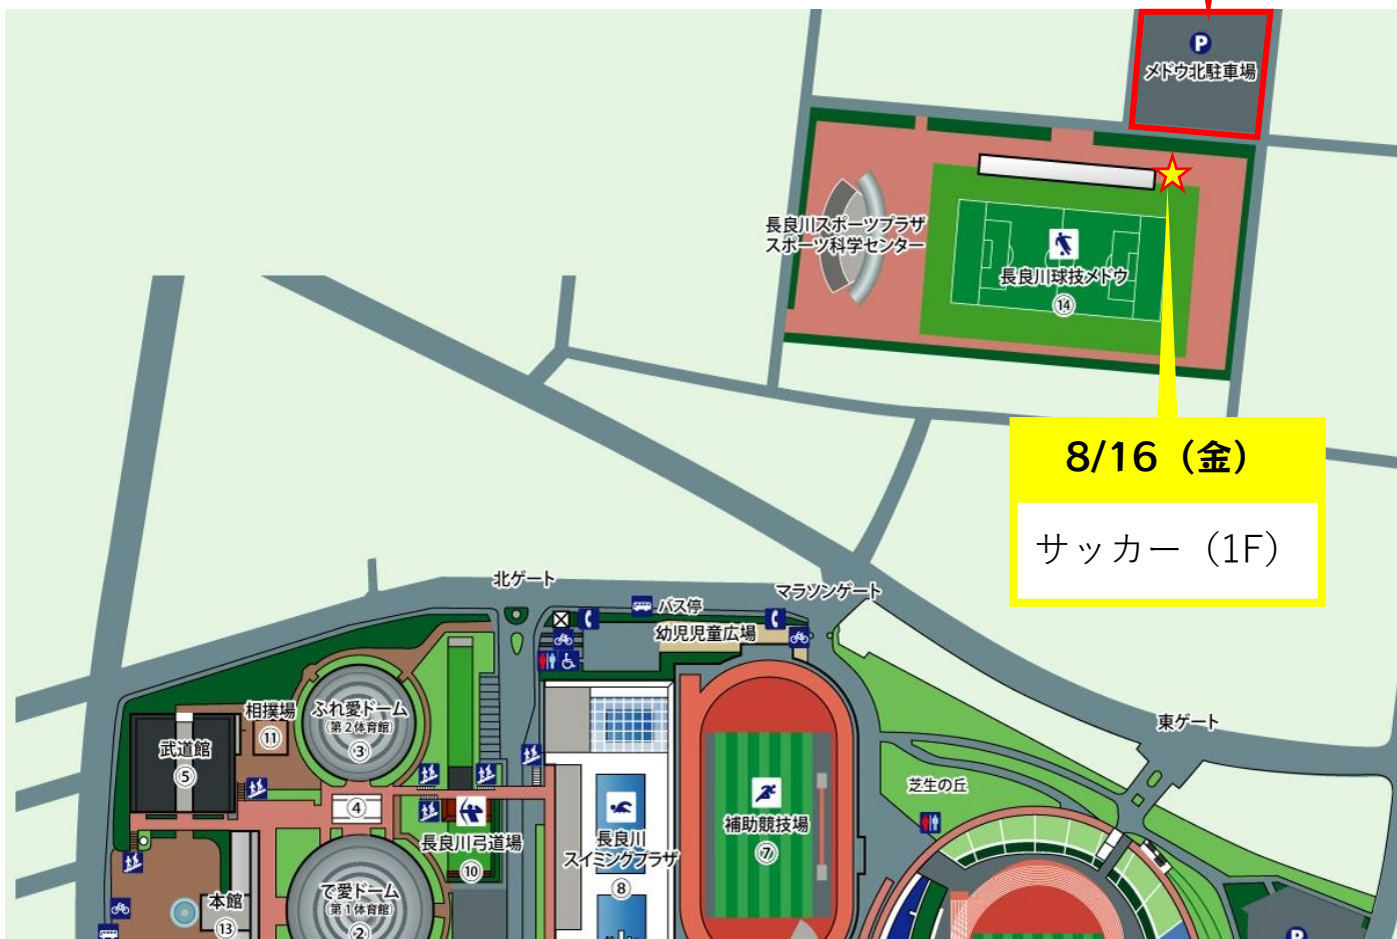 P
メドウ北駐車場
長良川スポーツプラザ
スポーツ科学センター
長良川球技メドウ
⑭
8/16（金）
サッカー（1F）
北ゲート
マラソンゲート
バス停
幼児児童広場
東ゲート
相撲場
⑪
ふれ愛ドーム
(第2体育館)
③
武道館
⑤
④
長良川弓道場
⑩
長良川
スイミングプラザ
⑧
補助競技場
⑦
芝生の丘
で愛ドーム
(第1体育館)
②
本館
⑬
P